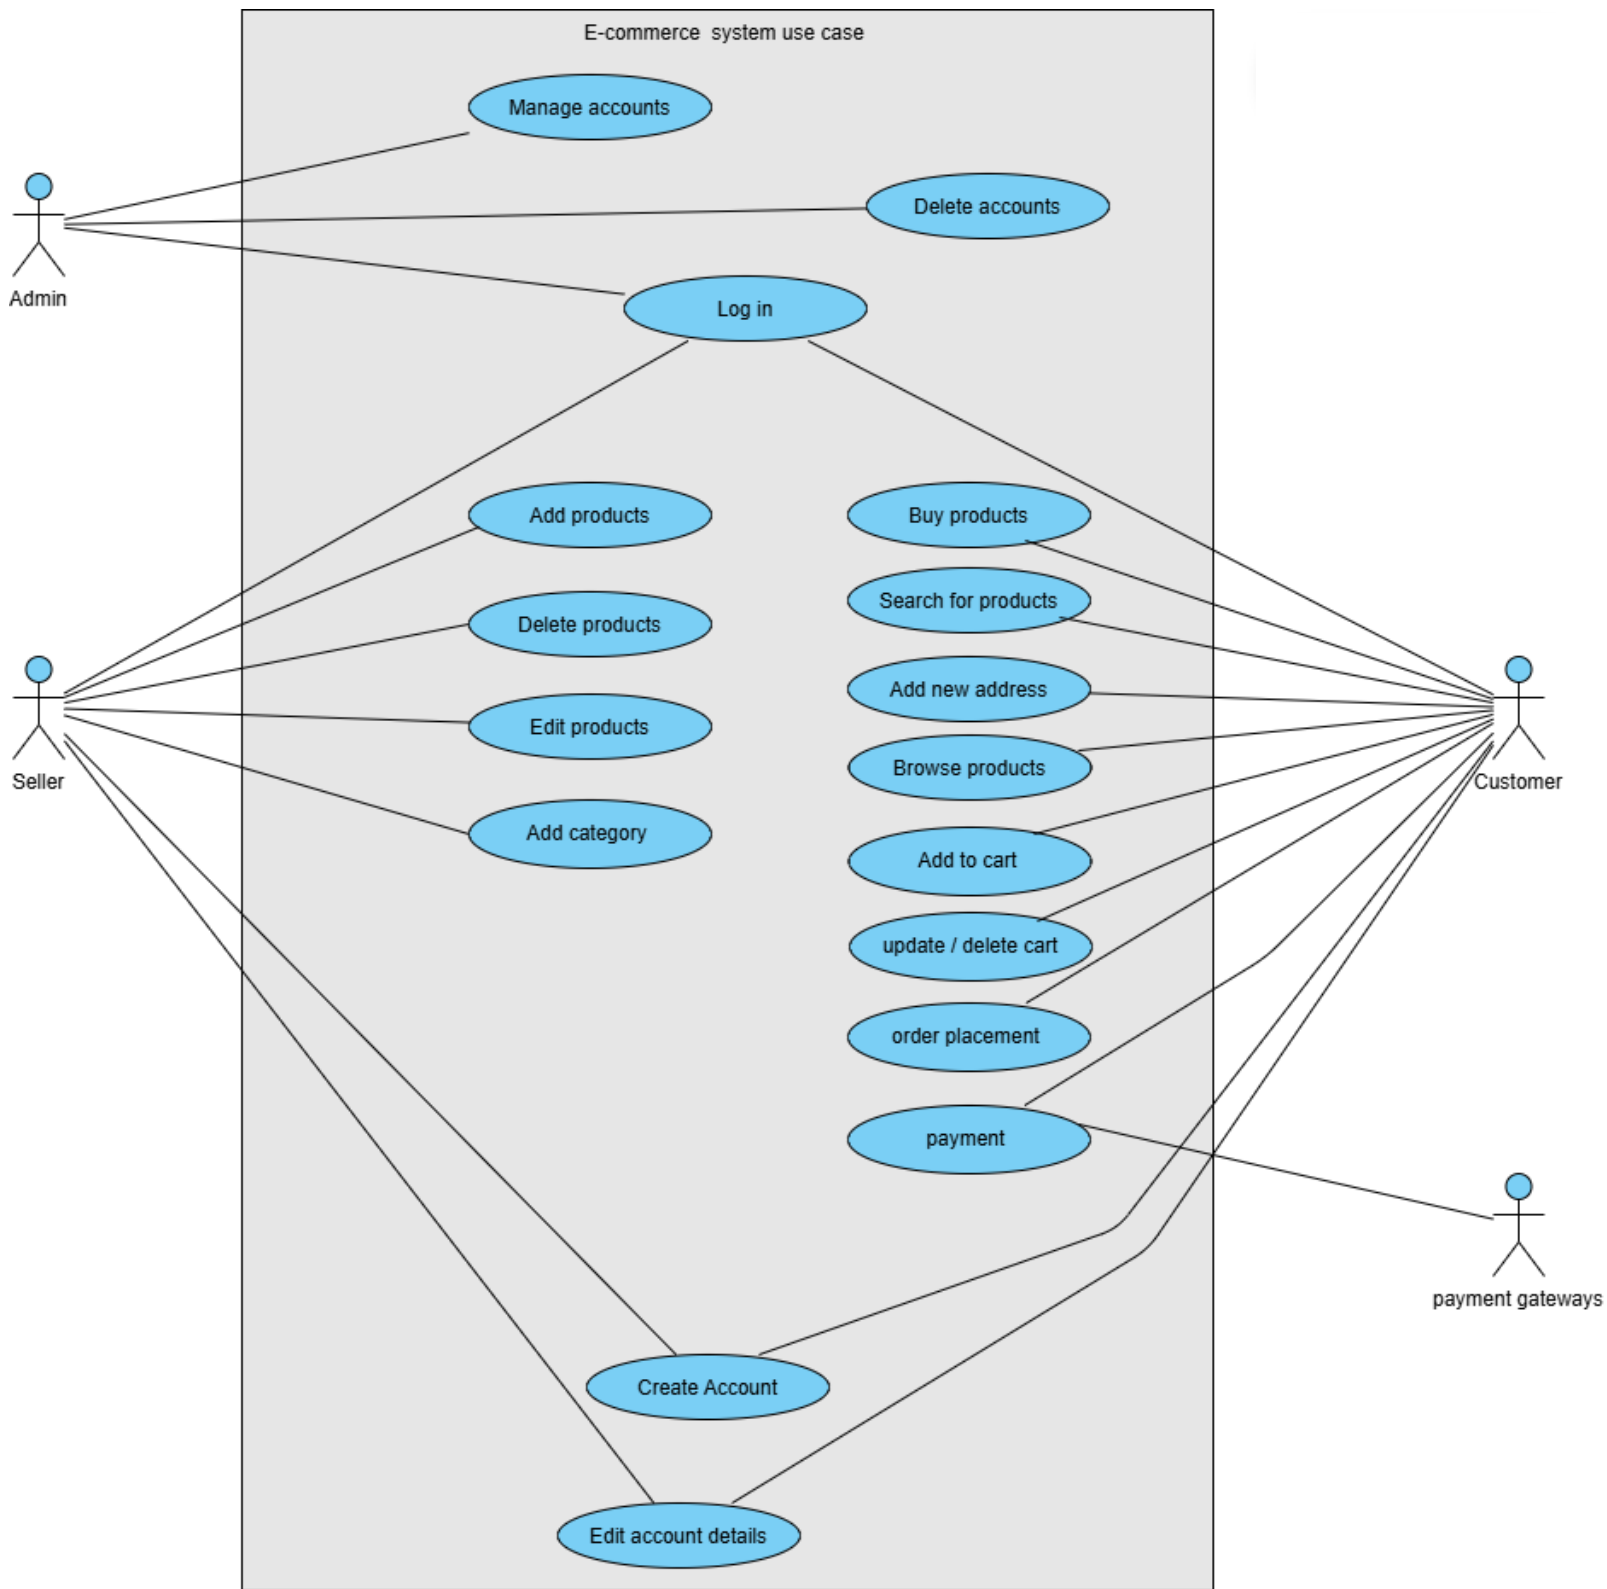 E-commerce  system use case
Manage accounts
Delete accounts
Admin
Log in
Add products
Buy products
Search for products
Delete products
Add new address
Edit products
Browse products
Seller
Customer
Add category
Add to cart
update / delete cart
order placement
payment
payment gateways
Create Account
Edit account details